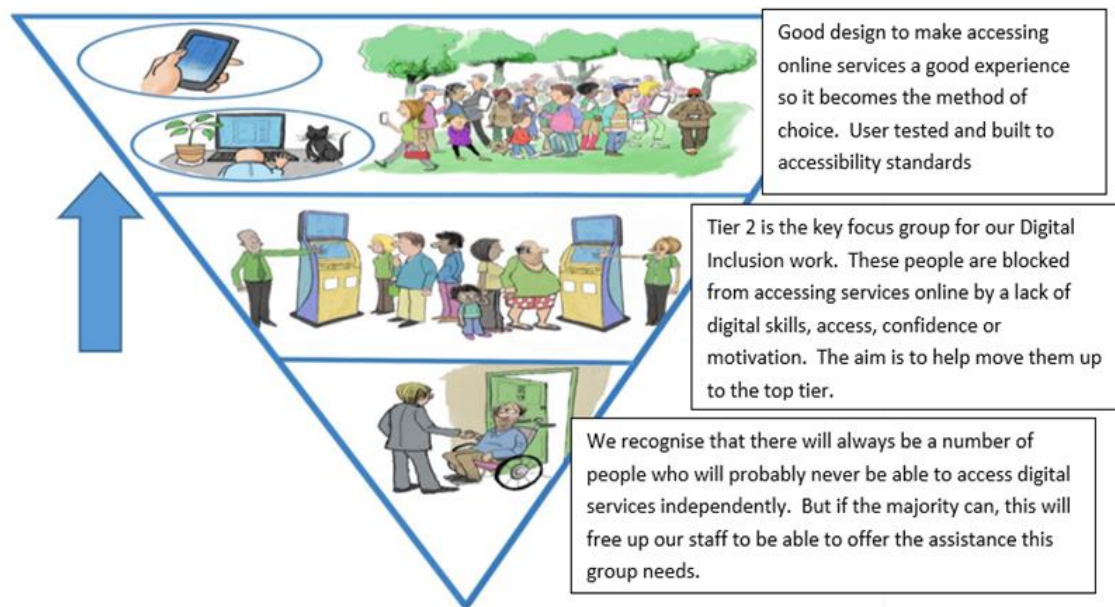 Good design to make accessing
online services a good experience
so it becomes the method of
choice.  User tested and built to
accessibility standards
Tier 2 is the key focus group for our Digital
Inclusion work.  These people are blocked
from accessing services online by a lack of
digital skills, access, confidence or
motivation.  The aim is to help move them up
to the top tier.
We recognise that there will always be a number of
people who will probably never be able to access digital
services independently.  But if the majority can, this will
free up our staff to be able to offer the assistance this
group needs.